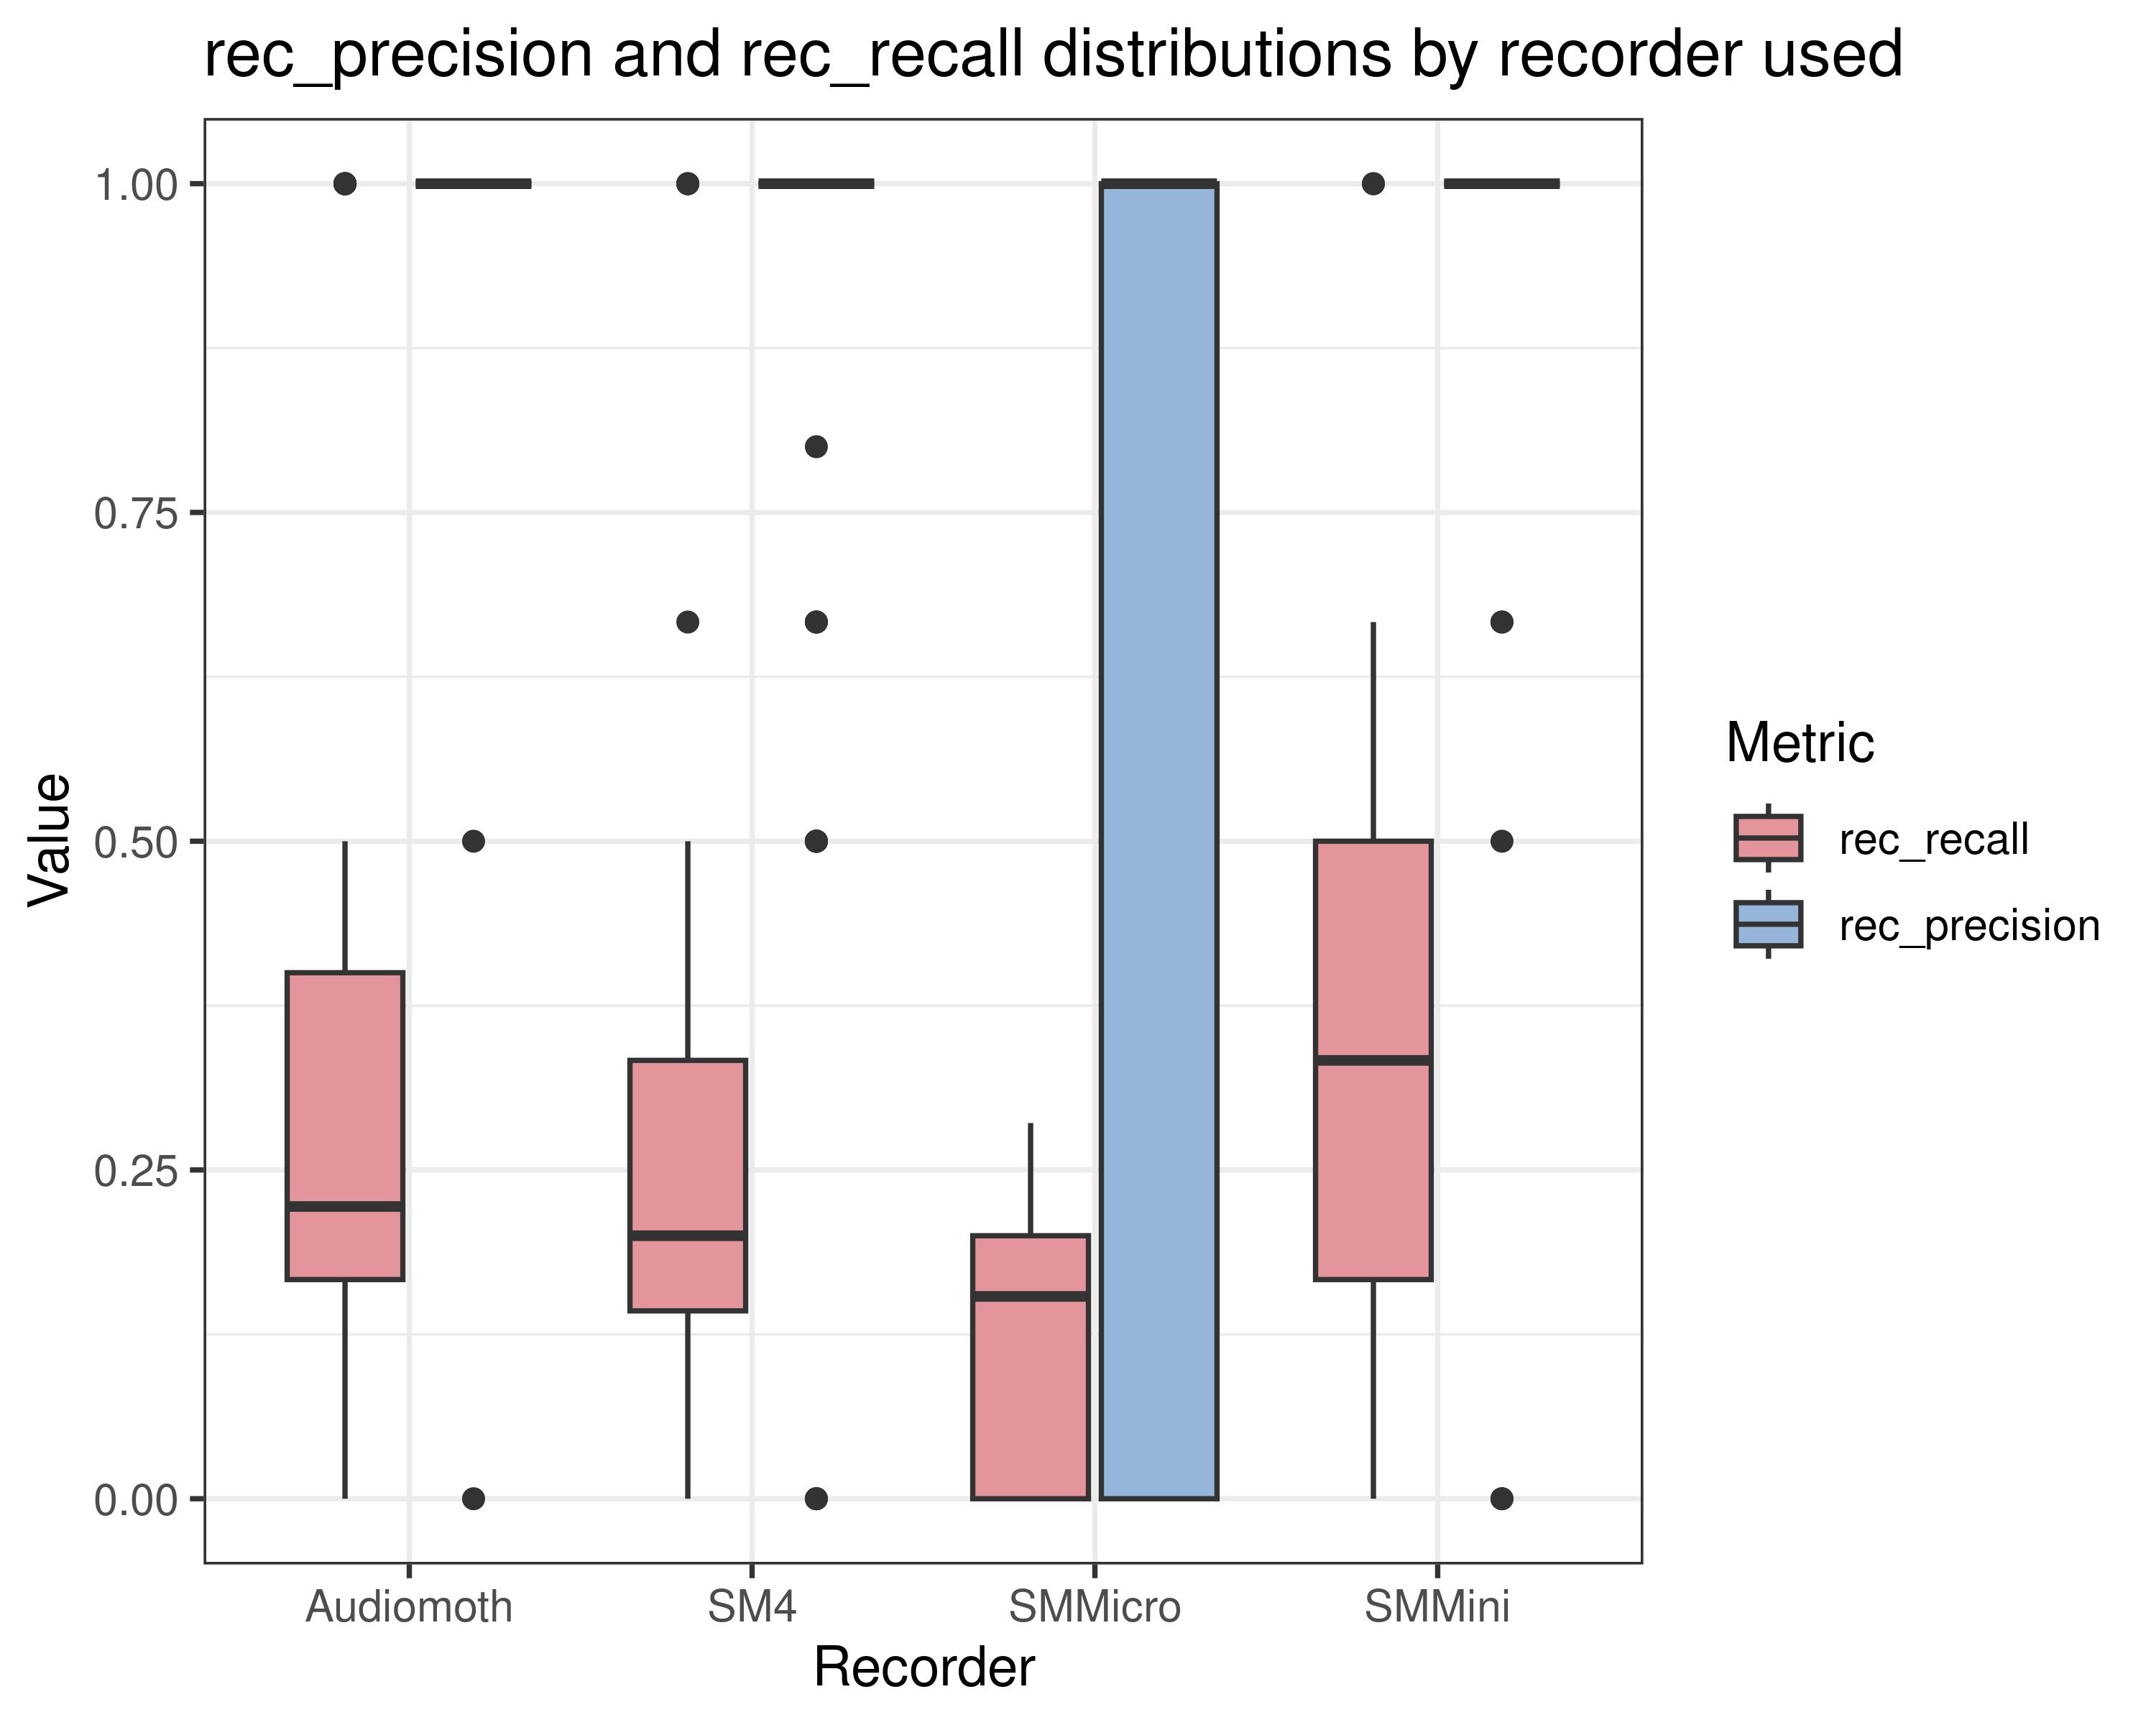 rec_precision and rec_recall distributions by recorder used
1.00
0.75
0.50
0.25
0.00
Value
Audiomoth SM4 SMMicro SMMini
Recorder
Metric
rec_recall
rec_precision